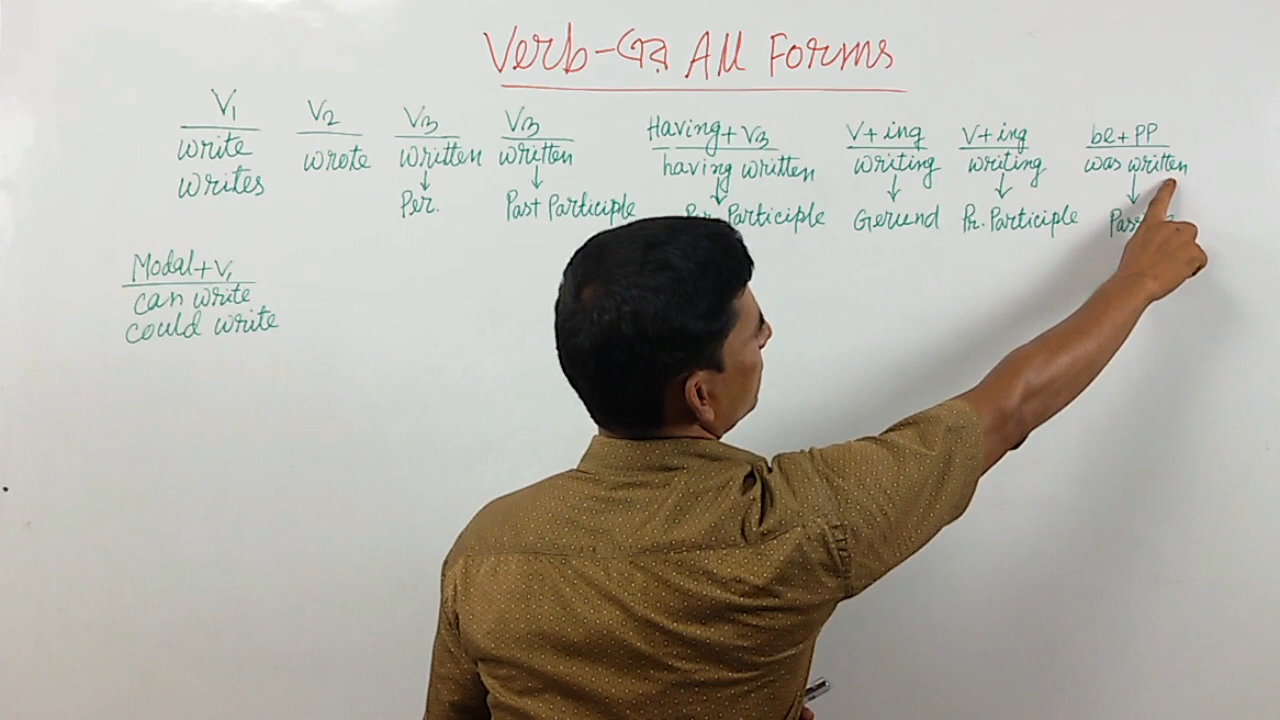 Verb-এর All Forms
V1 V2 V3 V3 Having + V3 V + ing V + ing be + PP
write wrote written written having written writing writing was written
writes Per. Past Participle Participle Gerund Pr. Participle
Modal + V1
can write
could write